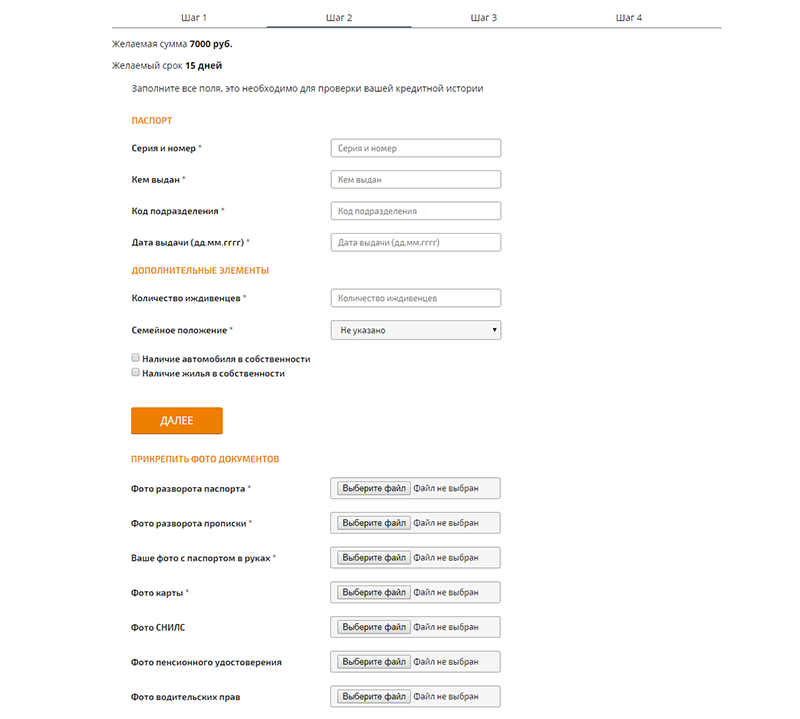 Шаг 1 Шаг 2 Шаг 3 Шаг 4
Желаемая сумма 7000 руб.
Желаемый срок 15 дней
Заполните все поля, это необходимо для проверки вашей кредитной истории
ПАСПОРТ
Серия и номер * Серия и номер
Кем выдан * Кем выдан
Код подразделения * Код подразделения
Дата выдачи (дд.мм.гггг) * Дата выдачи (дд.мм.гггг)
ДОПОЛНИТЕЛЬНЫЕ ЭЛЕМЕНТЫ
Количество иждивенцев * Количество иждивенцев
Семейное положение * Не указано
Наличие автомобиля в собственности
Наличие жилья в собственности
ДАЛЕЕ
ПРИКРЕПИТЬ ФОТО ДОКУМЕНТОВ
Фото разворота паспорта * Выберите файл Файл не выбран
Фото разворота прописки * Выберите файл Файл не выбран
Ваше фото с паспортом в руках * Выберите файл Файл не выбран
Фото карты * Выберите файл Файл не выбран
Фото СНИЛС Выберите файл Файл не выбран
Фото пенсионного удостоверения Выберите файл Файл не выбран
Фото водительских прав Выберите файл Файл не выбран